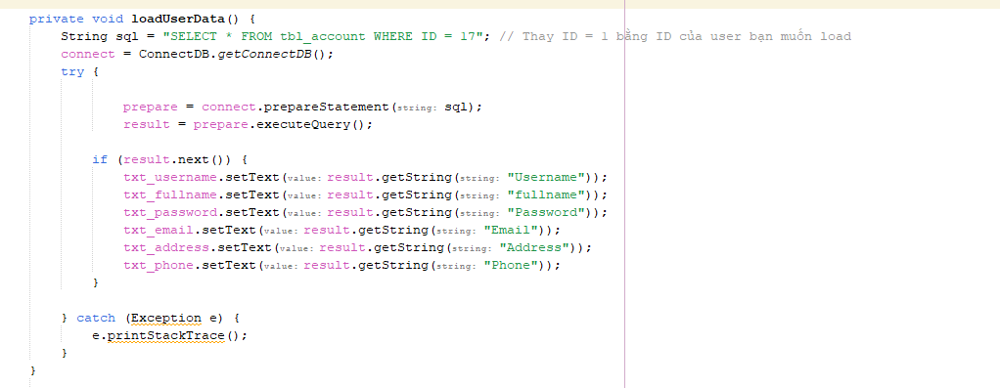 private void loadUserData() {
String sql = "SELECT * FROM tbl_account WHERE ID = 17"; // Thay ID = 1 bằng ID của user bạn muốn load
connect = ConnectDB.getConnectDB();
try {
prepare = connect.prepareStatement(string: sql);
result = prepare.executeQuery();
if (result.next()) {
txt_username.setText(value: result.getString(string: "Username"));
txt_fullname.setText(value: result.getString(string: "fullname"));
txt_password.setText(value: result.getString(string: "Password"));
txt_email.setText(value: result.getString(string: "Email"));
txt_address.setText(value: result.getString(string: "Address"));
txt_phone.setText(value: result.getString(string: "Phone"));
}
} catch (Exception e) {
e.printStackTrace();
}
}